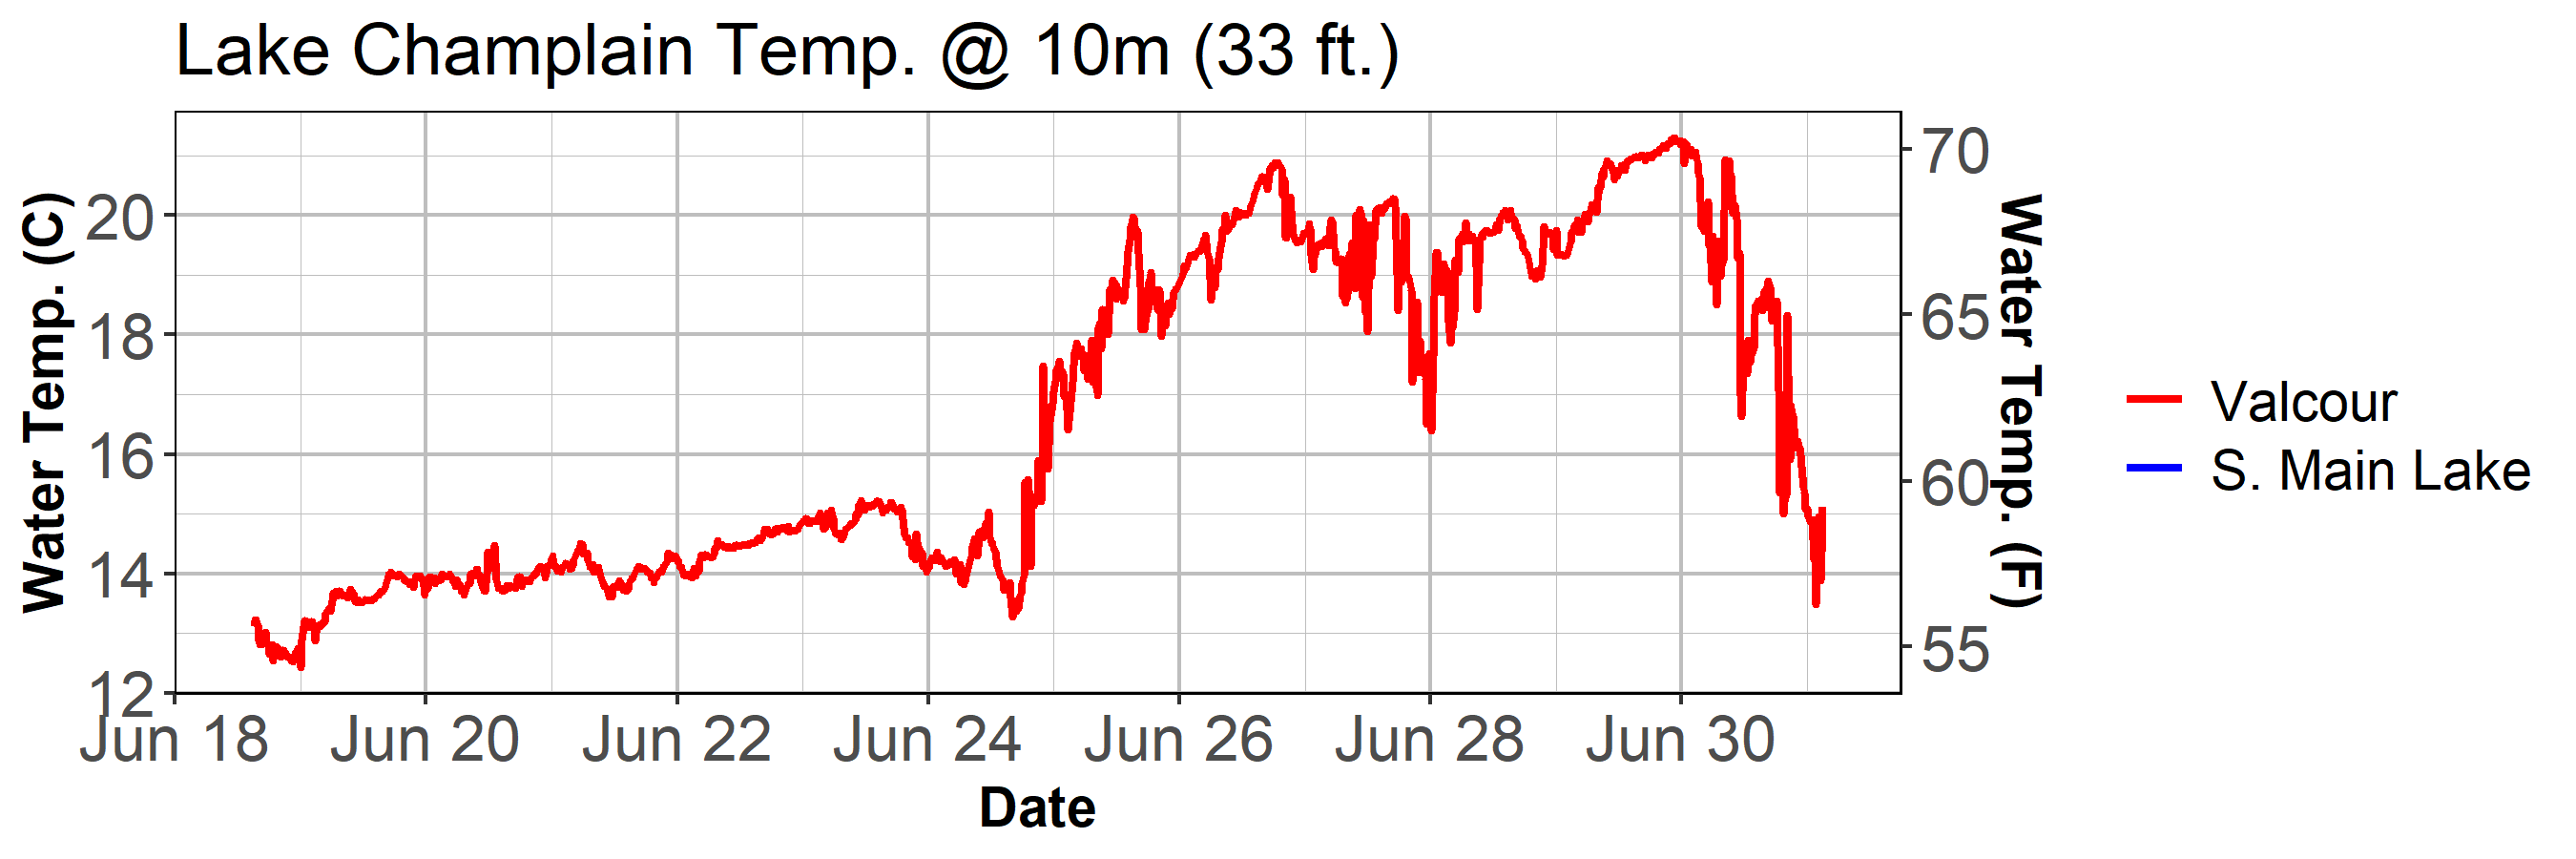 Lake Champlain Temp. @ 10m (33 ft.)
Water Temp. (C)
20
18
16
14
12
70
65
60
55
Water Temp. (F)
Jun 18 Jun 20 Jun 22 Jun 24 Jun 26 Jun 28 Jun 30
Date
Valcour
S. Main Lake